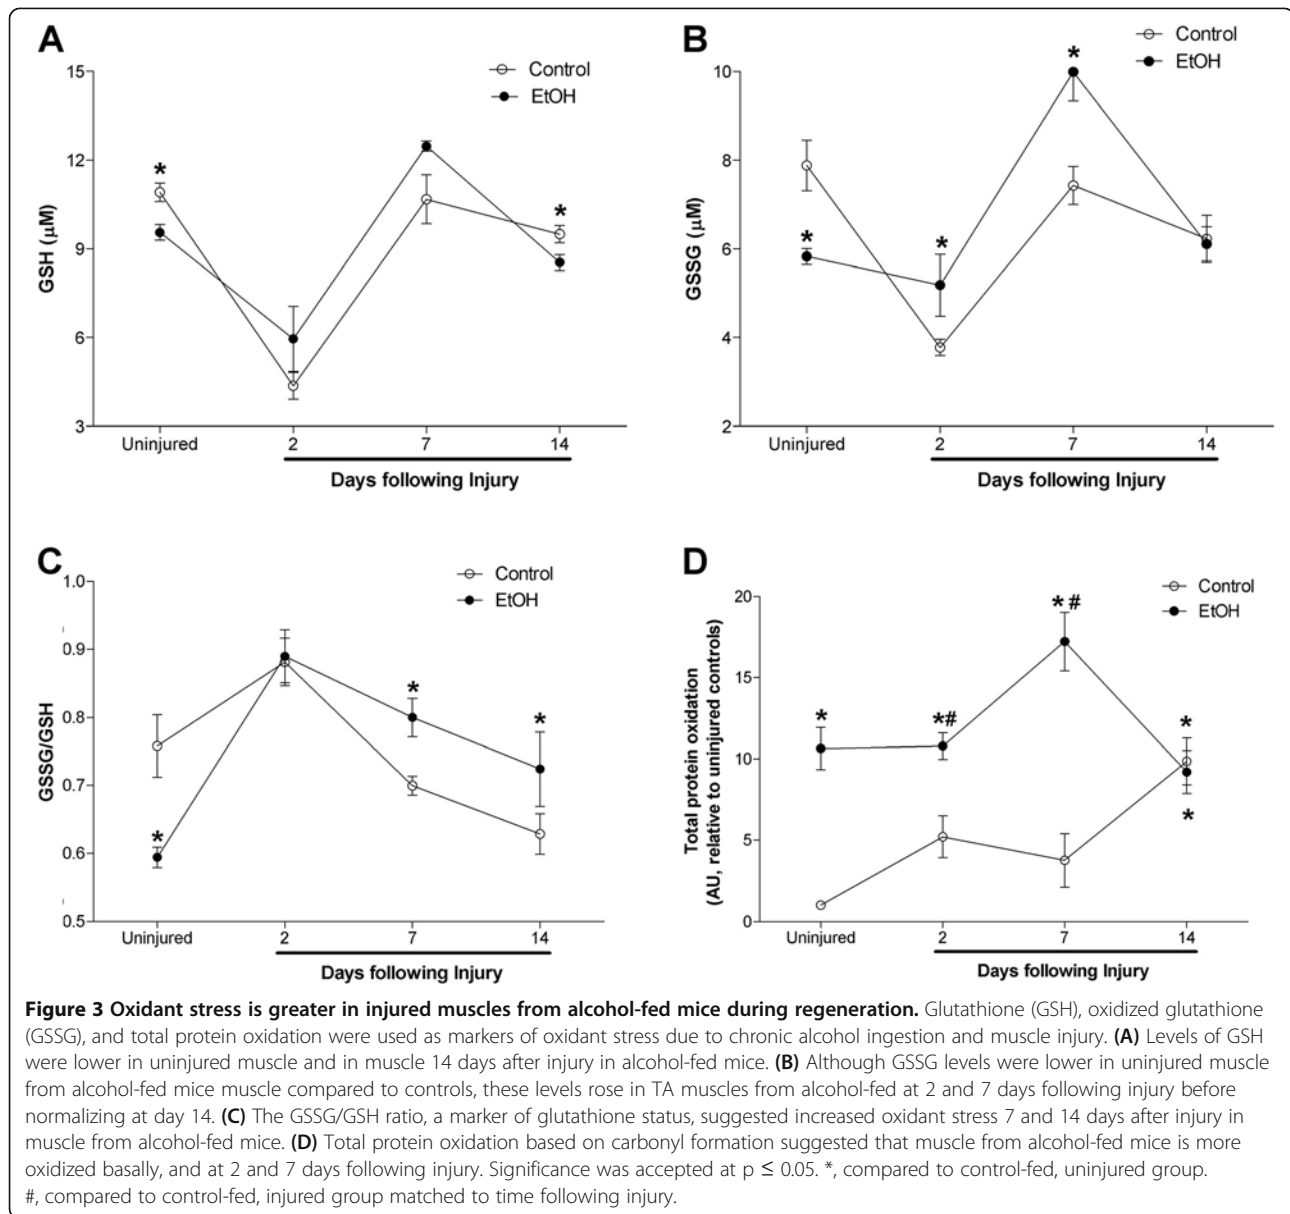 A
Control
EtOH
15
12
9
6
3
GSH (μM)
*
*
Uninjured
2
7
14
Days following Injury
B
Control
EtOH
10
8
6
4
2
GSSG (μM)
*
*
*
Uninjured
2
7
14
Days following Injury
C
Control
EtOH
1.0
0.9
0.8
0.7
0.6
0.5
GSSG/GSH
*
*
*
Uninjured
2
7
14
Days following Injury
D
Control
EtOH
20
15
10
5
0
Total protein oxidation
(AU, relative to uninjured controls)
*
*#
*#
*
*
Uninjured
2
7
14
Days following Injury
Figure 3 Oxidant stress is greater in injured muscles from alcohol-fed mice during regeneration. Glutathione (GSH), oxidized glutathione
(GSSG), and total protein oxidation were used as markers of oxidant stress due to chronic alcohol ingestion and muscle injury. (A) Levels of GSH
were lower in uninjured muscle and in muscle 14 days after injury in alcohol-fed mice. (B) Although GSSG levels were lower in uninjured muscle
from alcohol-fed mice muscle compared to controls, these levels rose in TA muscles from alcohol-fed at 2 and 7 days following injury before
normalizing at day 14. (C) The GSSG/GSH ratio, a marker of glutathione status, suggested increased oxidant stress 7 and 14 days after injury in
muscle from alcohol-fed mice. (D) Total protein oxidation based on carbonyl formation suggested that muscle from alcohol-fed mice is more
oxidized basally, and at 2 and 7 days following injury. Significance was accepted at p ≤ 0.05. *, compared to control-fed, uninjured group.
#, compared to control-fed, injured group matched to time following injury.